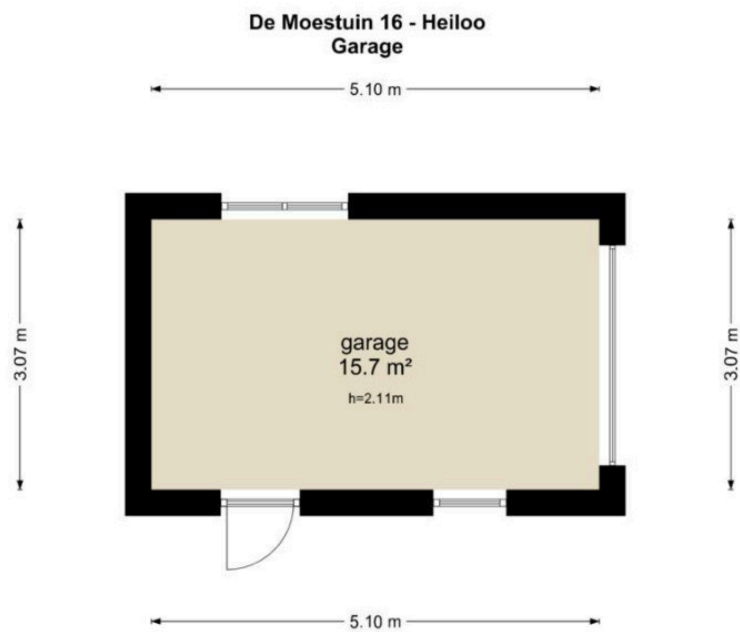 De Moestuin 16 - Heiloo
Garage
5.10 m
3.07 m
garage
15.7 m²
h=2.11m
3.07 m
5.10 m